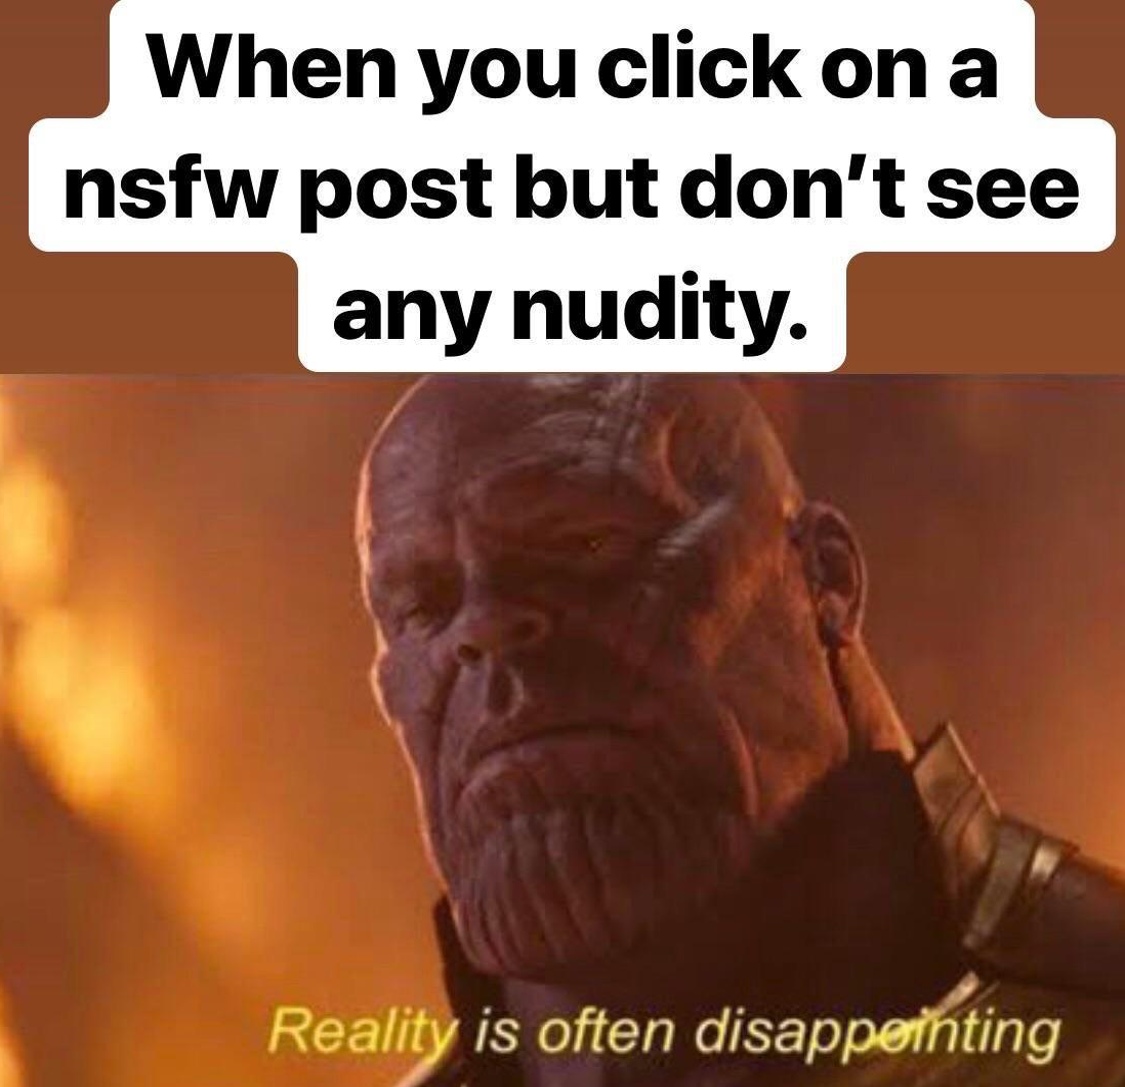 When you click on a
nsfw post but don’t see
any nudity.
Reality is often disappointing